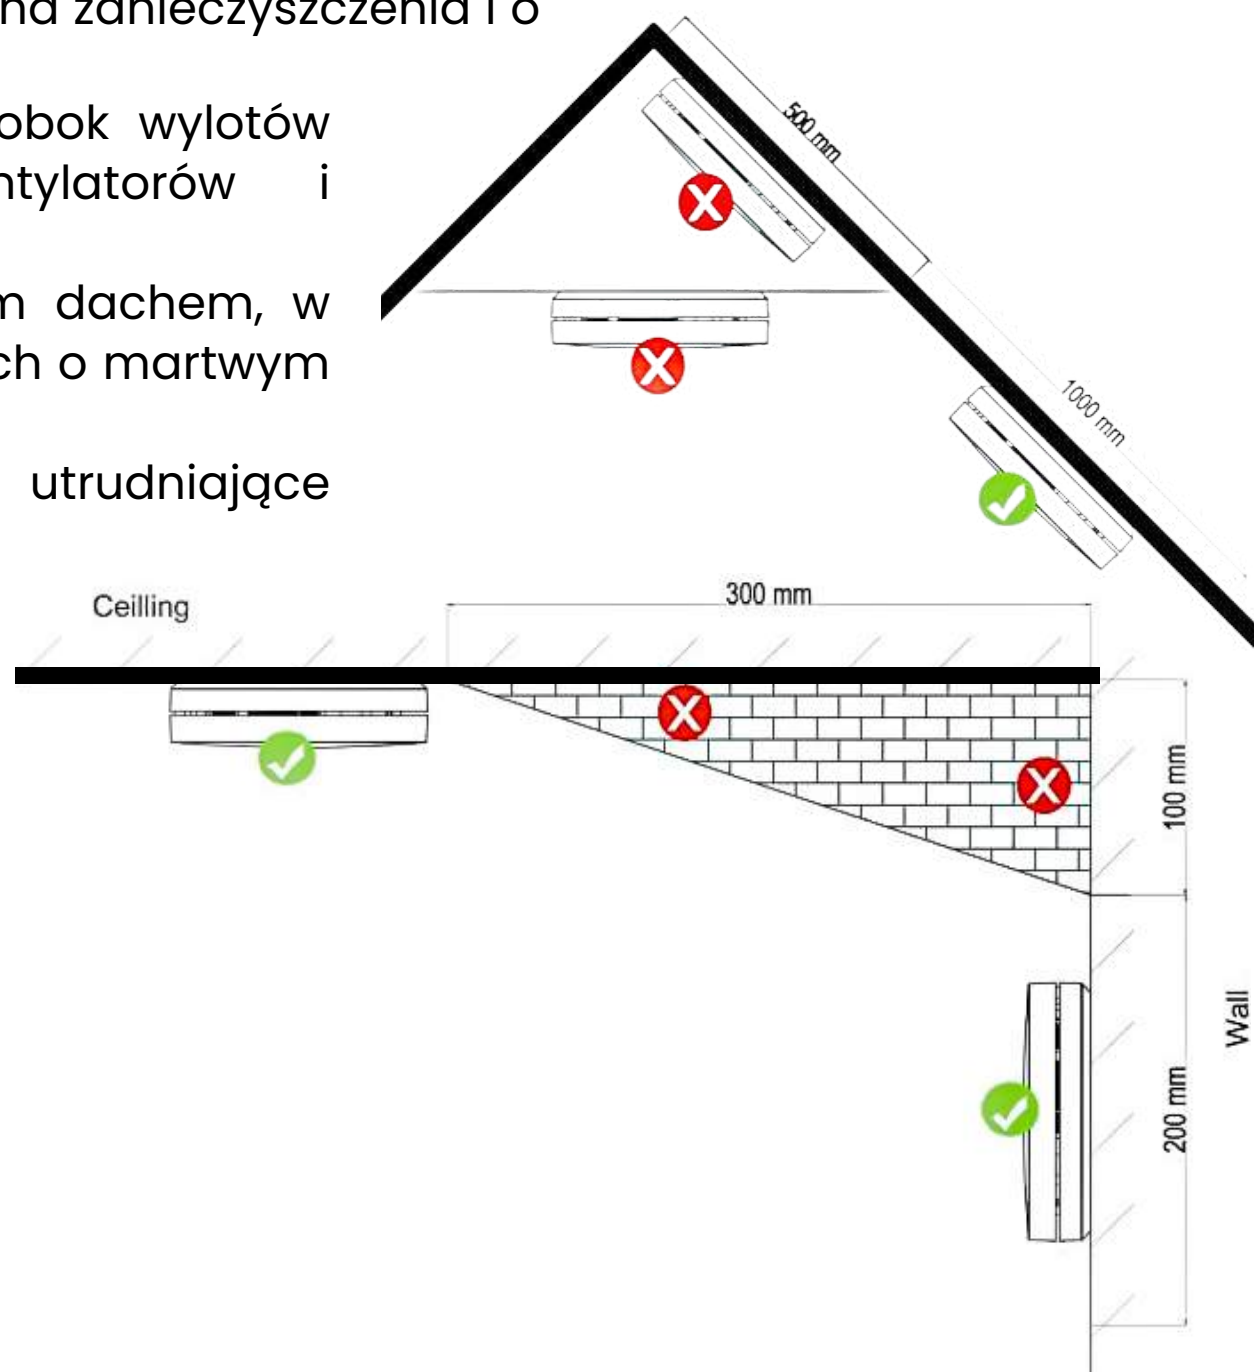 na zanieczyszczenia i o
obok wylotów
ntylatorów i
m dachem, w
ch o martwym
utrudniające
500 mm
1000 mm
Ceilling
300 mm
100 mm
Wall
200 mm